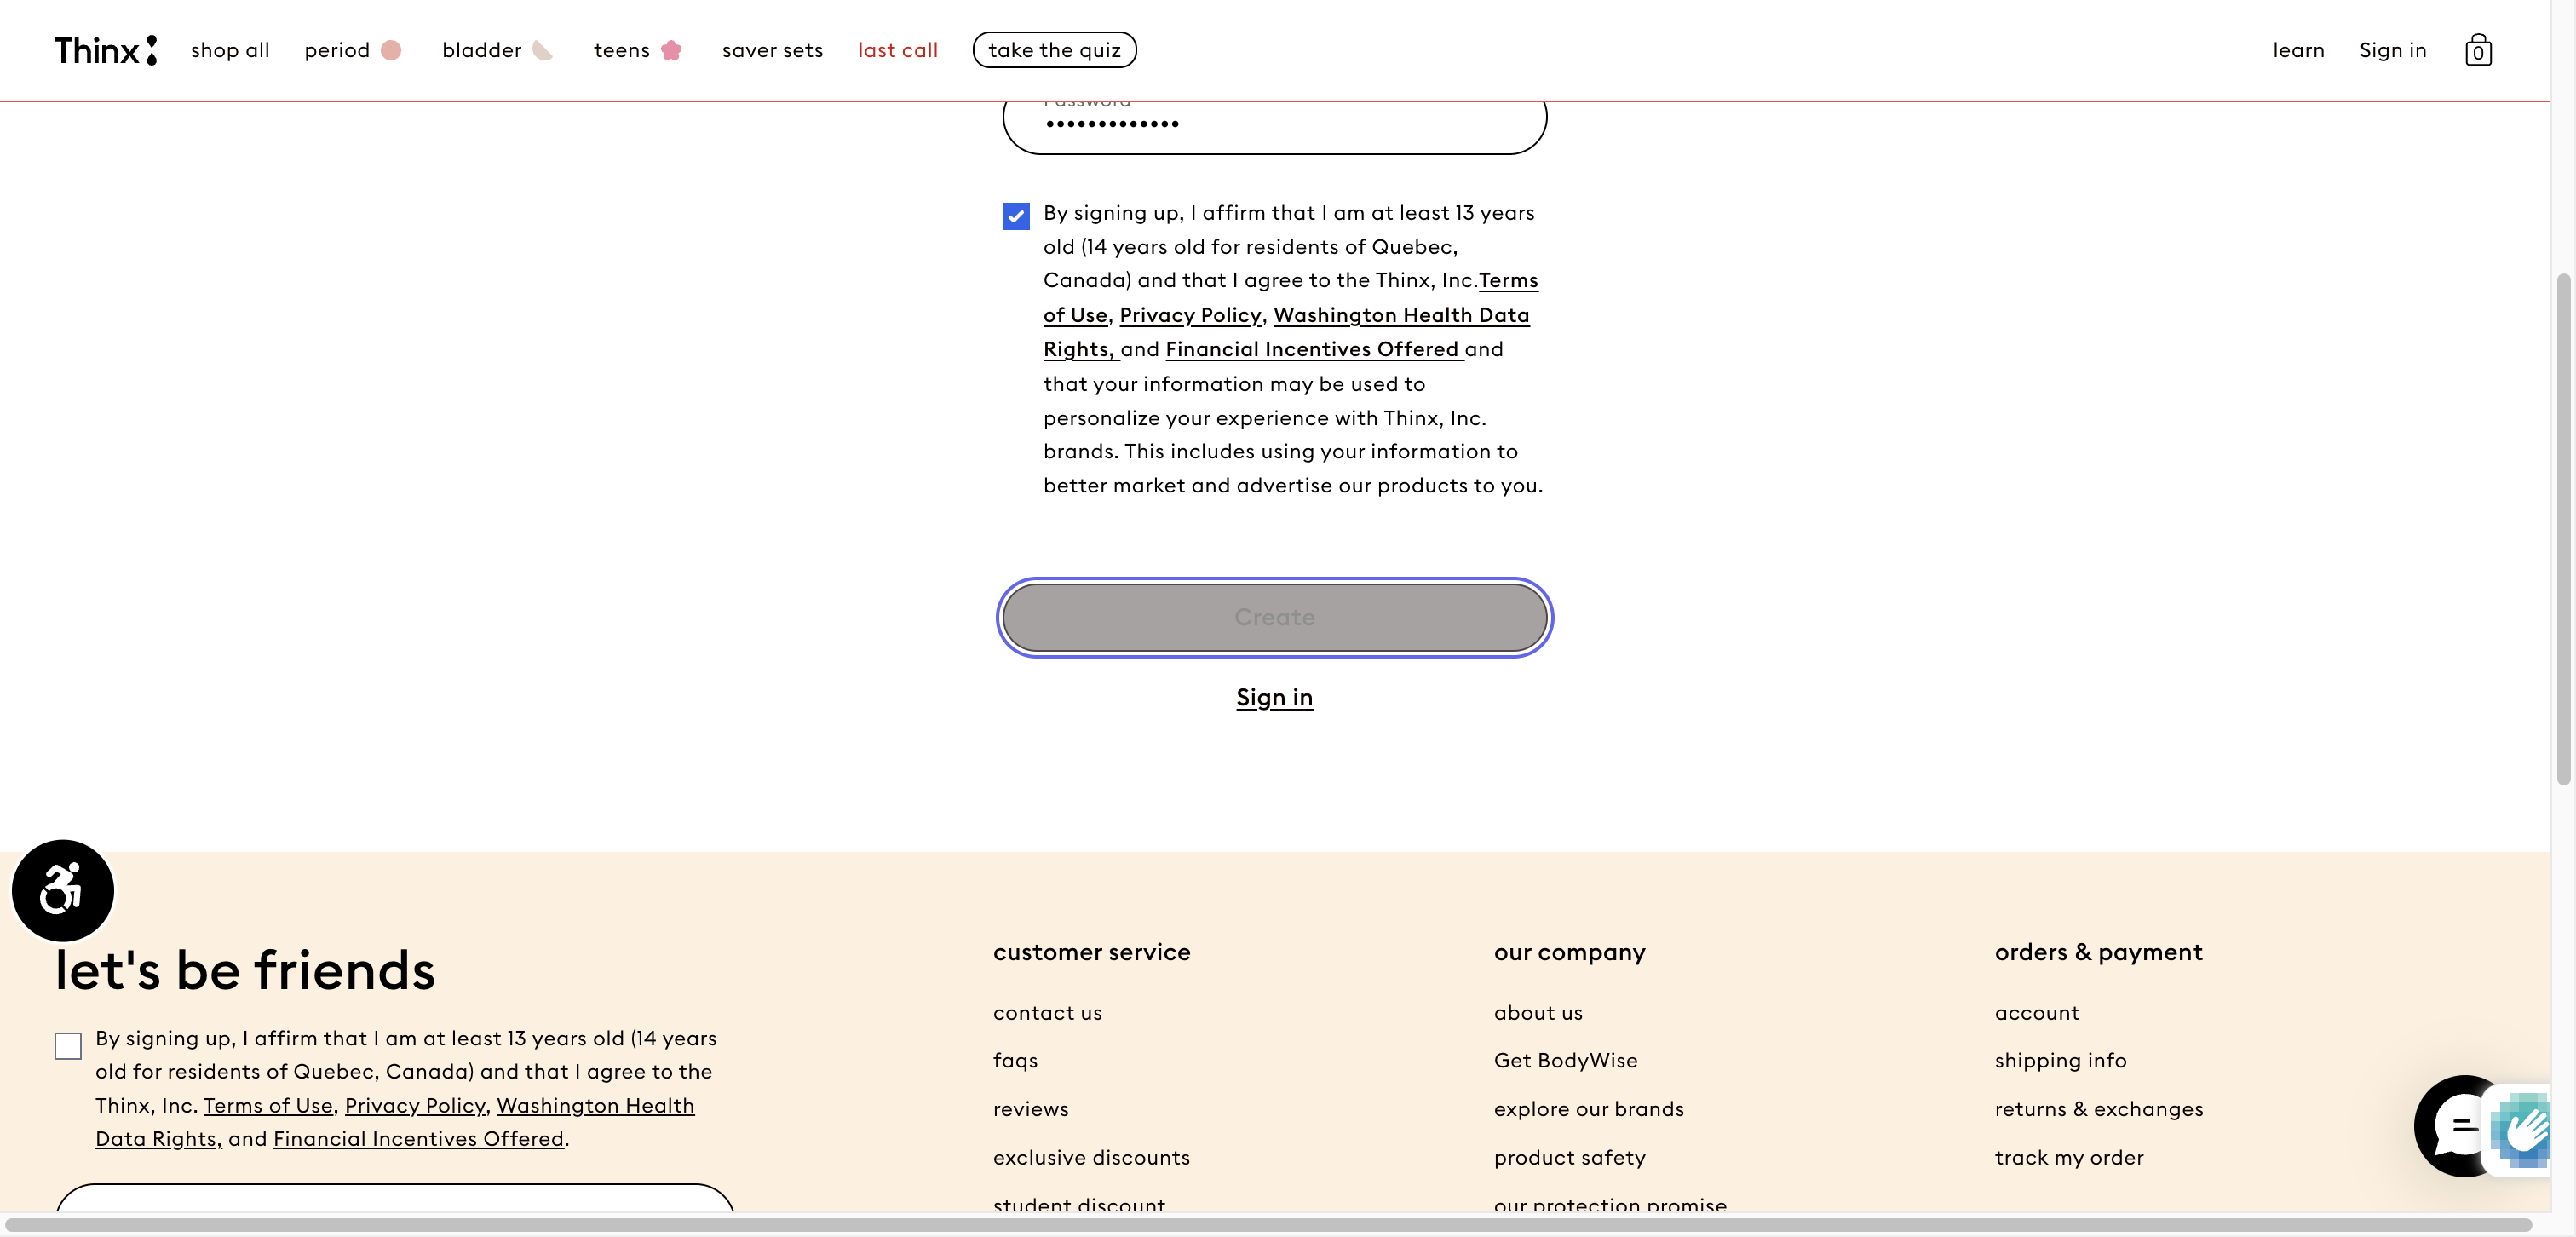 Thinx
shop all
period
bladder
teens
saver sets
last call
take the quiz
learn
Sign in
0
Password
•••••••••••••
By signing up, I affirm that I am at least 13 years
old (14 years old for residents of Quebec,
Canada) and that I agree to the Thinx, Inc.Terms
of Use, Privacy Policy, Washington Health Data
Rights, and Financial Incentives Offered and
that your information may be used to
personalize your experience with Thinx, Inc.
brands. This includes using your information to
better market and advertise our products to you.
Create
Sign in
let's be friends
By signing up, I affirm that I am at least 13 years old (14 years
old for residents of Quebec, Canada) and that I agree to the
Thinx, Inc. Terms of Use, Privacy Policy, Washington Health
Data Rights, and Financial Incentives Offered.
customer service
contact us
faqs
reviews
exclusive discounts
student discount
our company
about us
Get BodyWise
explore our brands
product safety
our protection promise
orders & payment
account
shipping info
returns & exchanges
track my order